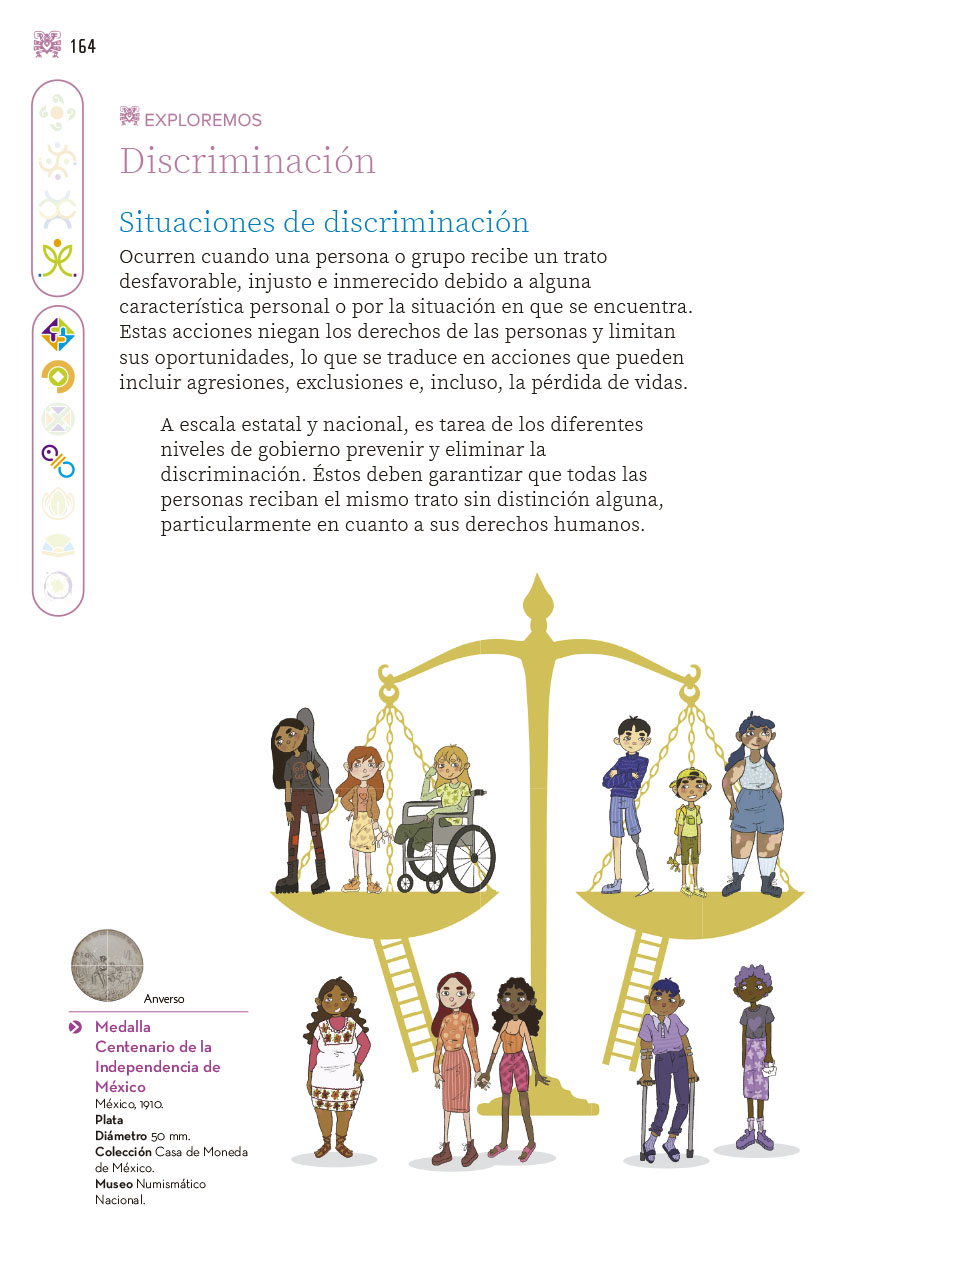 164
EXPLOREMOS
Discriminación
Situaciones de discriminación
Ocurren cuando una persona o grupo recibe un trato
desfavorable, injusto e inmerecido debido a alguna
característica personal o por la situación en que se encuentra.
Estas acciones niegan los derechos de las personas y limitan
sus oportunidades, lo que se traduce en acciones que pueden
incluir agresiones, exclusiones e, incluso, la pérdida de vidas.
A escala estatal y nacional, es tarea de los diferentes
niveles de gobierno prevenir y eliminar la
discriminación. Éstos deben garantizar que todas las
personas reciban el mismo trato sin distinción alguna,
particularmente en cuanto a sus derechos humanos.
Anverso
Medalla
Centenario de la
Independencia de
México
México, 1910.
Plata
Diámetro 50 mm.
Colección Casa de Moneda
de México.
Museo Numismático
Nacional.